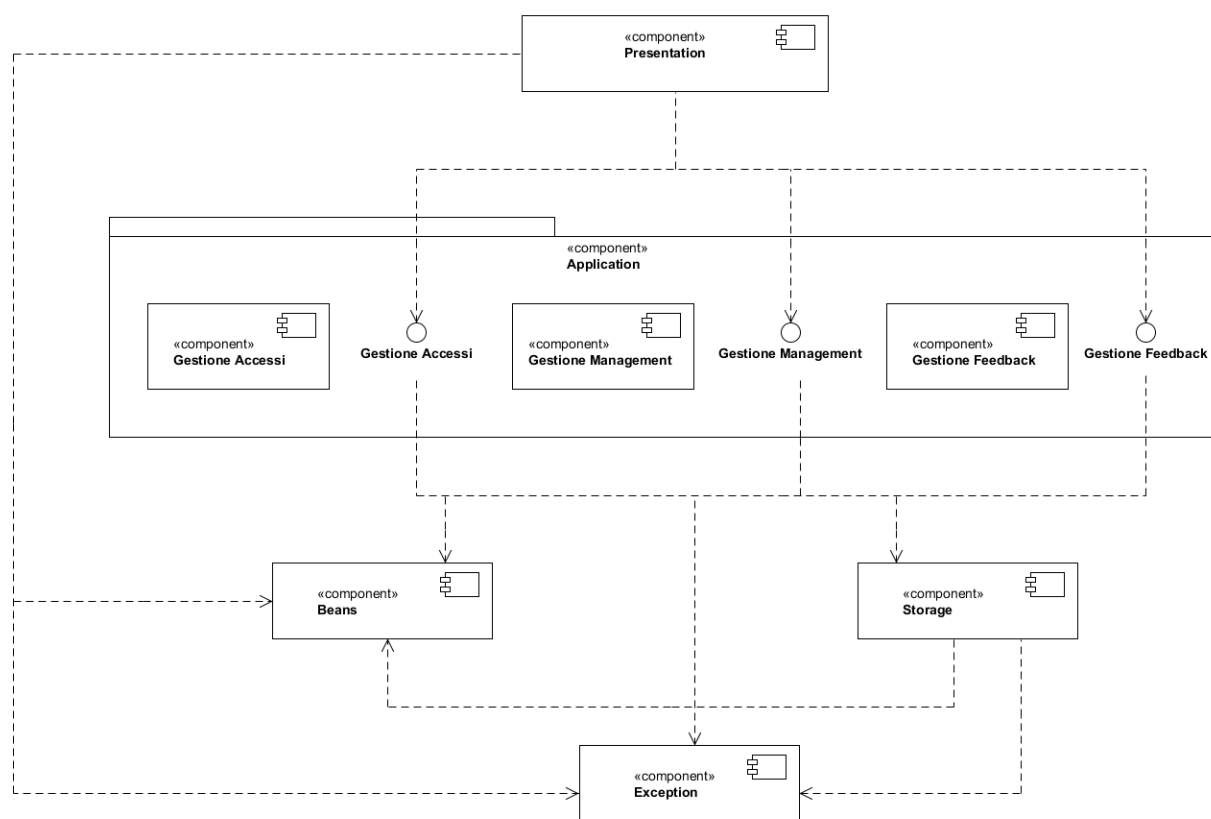 «component»
Presentation
«component»
Application
«component»
Gestione Accessi
Gestione Accessi
«component»
Gestione Management
Gestione Management
«component»
Gestione Feedback
Gestione Feedback
«component»
Beans
«component»
Storage
«component»
Exception